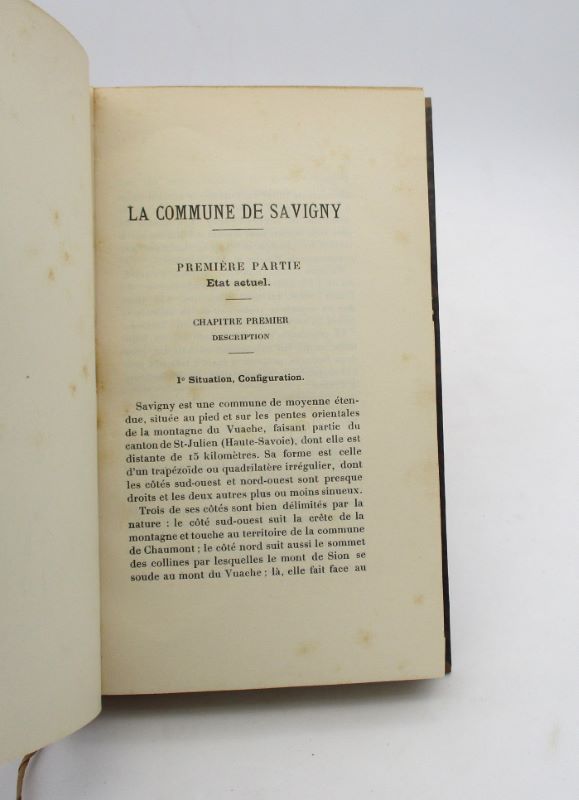 LA COMMUNE DE SAVIGNY
PREMIÈRE PARTIE
Etat actuel.
CHAPITRE PREMIER
DESCRIPTION
1º Situation, Configuration.
Savigny est une commune de moyenne éten-
due, située au pied et sur les pentes orientales
de la montagne du Vuache, faisant partie du
canton de St-Julien (Haute-Savoie), dont elle est
distante de 15 kilomètres. Sa forme est celle
d'un trapézoïde ou quadrilatère irrégulier, dont
les côtés sud-ouest et nord-ouest sont presque
droits et les deux autres plus ou moins sinueux.
Trois de ses côtés sont bien délimités par la
nature : le côté sud-ouest suit la crête de la
montagne et touche au territoire de la commune
de Chaumont ; le côté nord suit aussi le sommet
des collines par lesquelles le mont de Sion se
soude au mont du Vuache ; là, elle fait face au